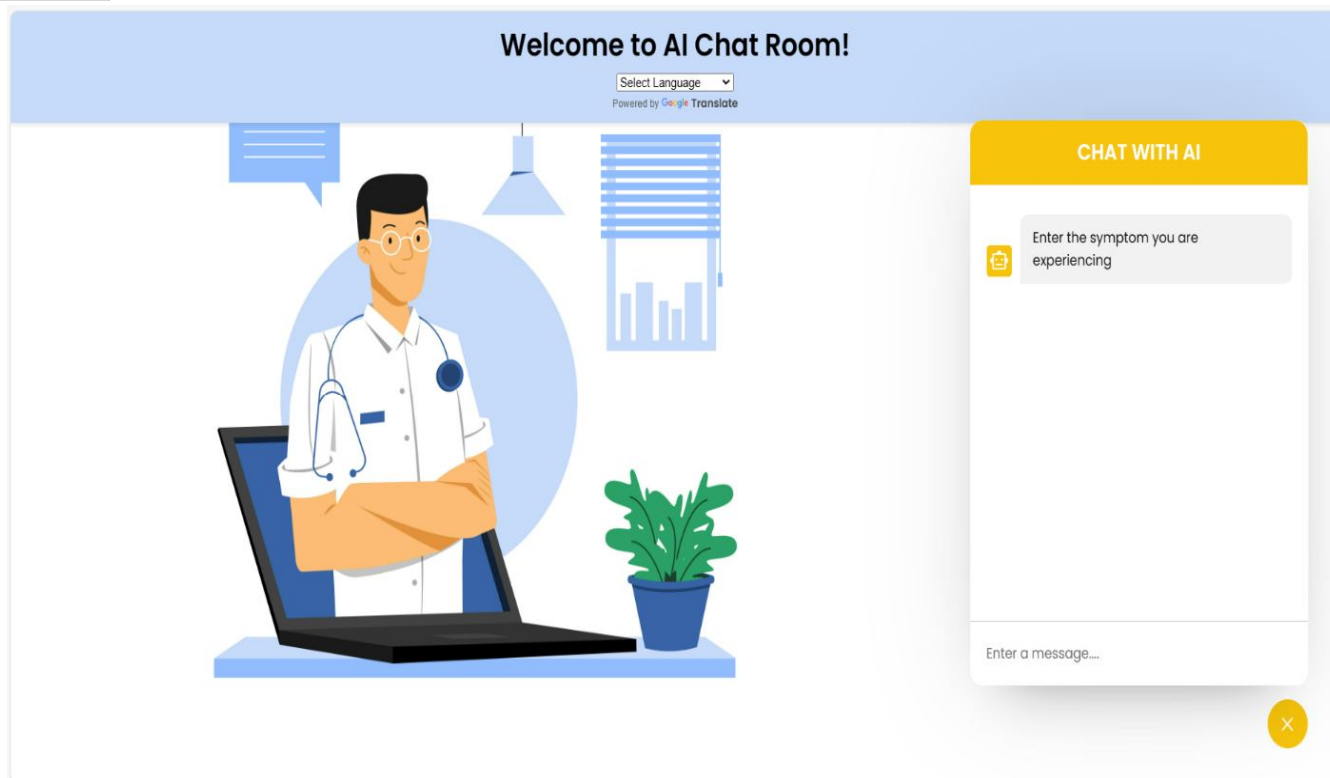 Welcome to AI Chat Room!
Select Language
Powered by Google Translate
CHAT WITH AI
Enter the symptom you are
experiencing
Enter a message....